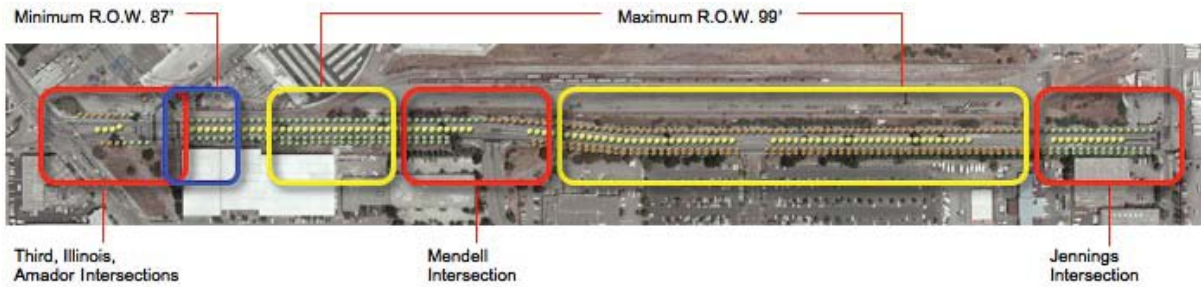 Minimum R.O.W. 87'
Maximum R.O.W. 99'
Third, Illinois,
Amador Intersections
Mendell
Intersection
Jennings
Intersection